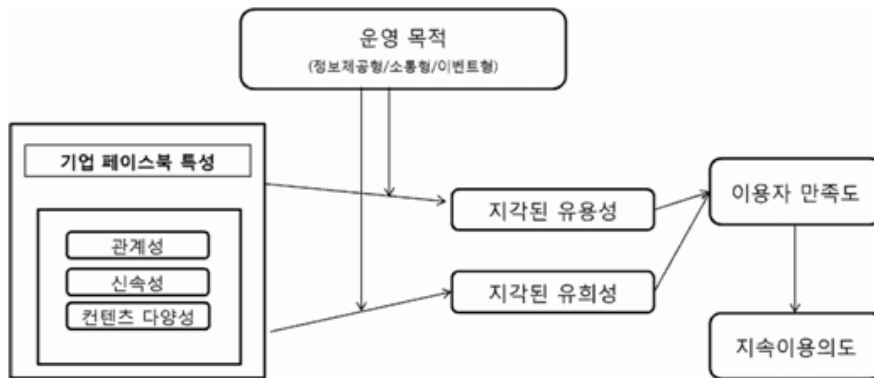 운영 목적
(정보제공형/소통형/이벤트형)
기업 페이스북 특성
관계성
신속성
컨텐츠 다양성
지각된 유용성
지각된 유희성
이용자 만족도
지속이용의도